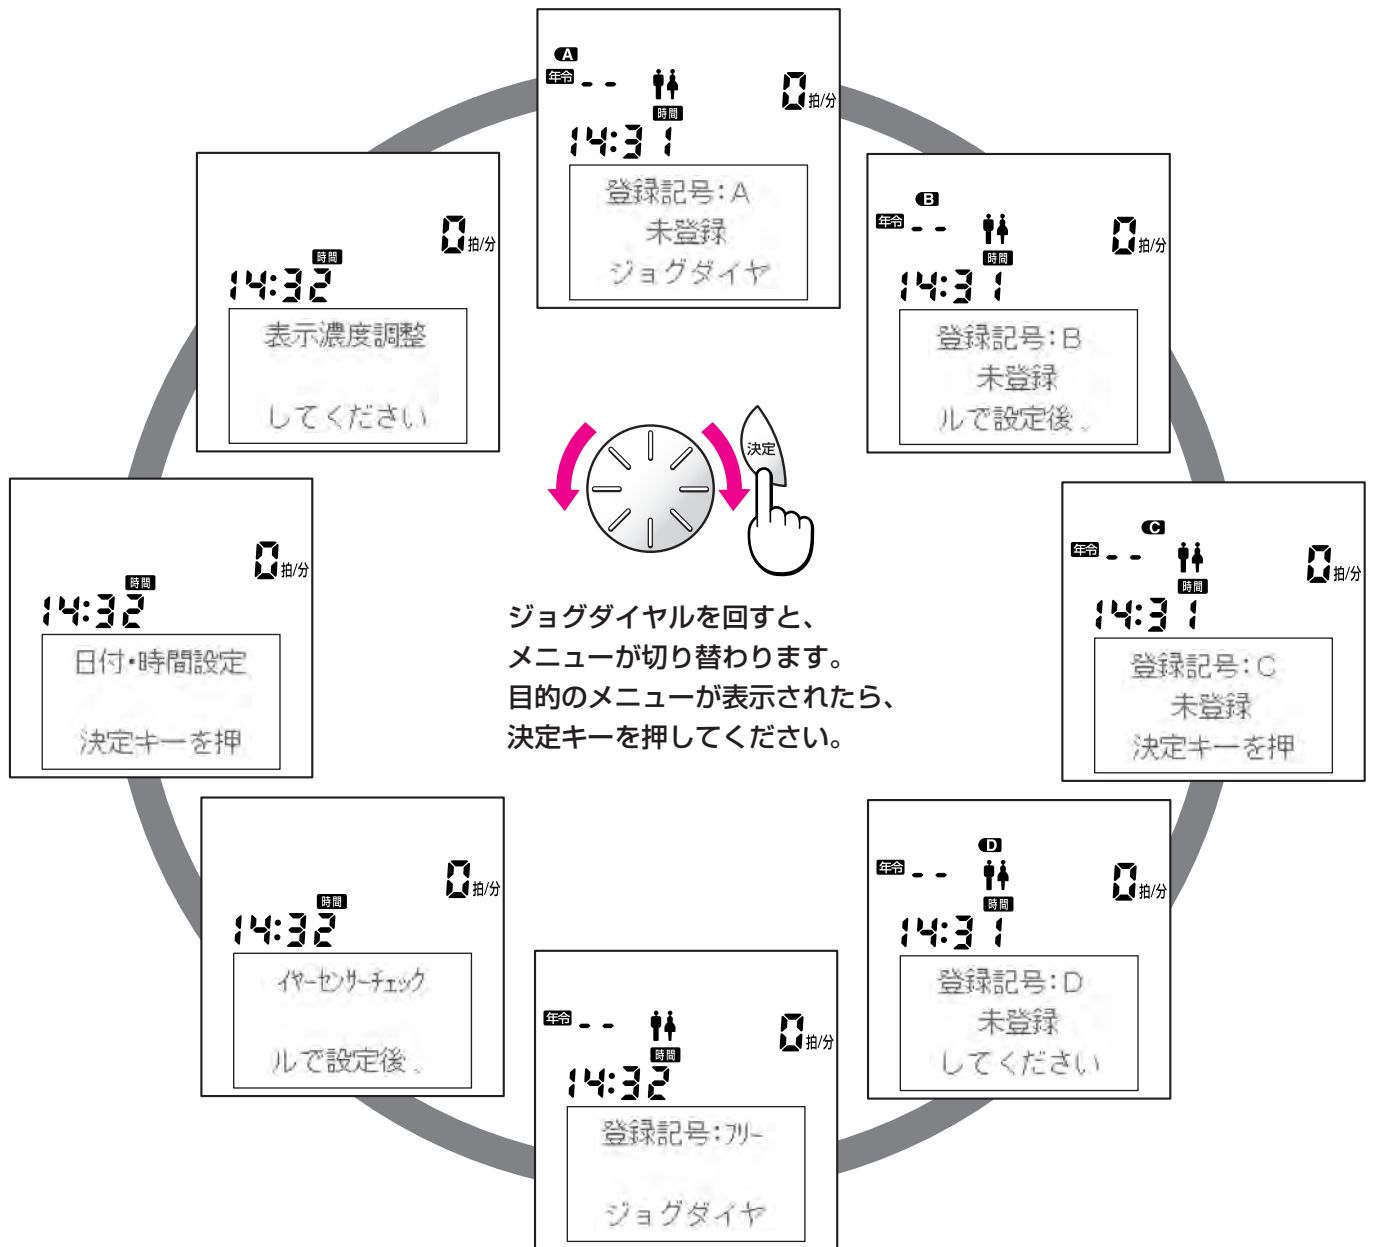 A
年令 - -
0 拍/分
時間
14:31
登録記号:A
未登録
ジョグダイヤ
B
年令 - -
0 拍/分
時間
14:31
登録記号:B
未登録
ルで設定後、
C
年令 - -
0 拍/分
時間
14:31
登録記号:C
未登録
決定キーを押
D
年令 - -
0 拍/分
時間
14:31
登録記号:D
未登録
してください
年令 - -
0 拍/分
時間
14:32
登録記号:フリー
ジョグダイヤ
0 拍/分
時間
14:32
イヤーセンサーチェック
ルで設定後、
0 拍/分
時間
14:32
日付・時間設定
決定キーを押
0 拍/分
時間
14:32
表示濃度調整
してください
決定
ジョグダイヤルを回すと、
メニューが切り替わります。
目的のメニューが表示されたら、
決定キーを押してください。